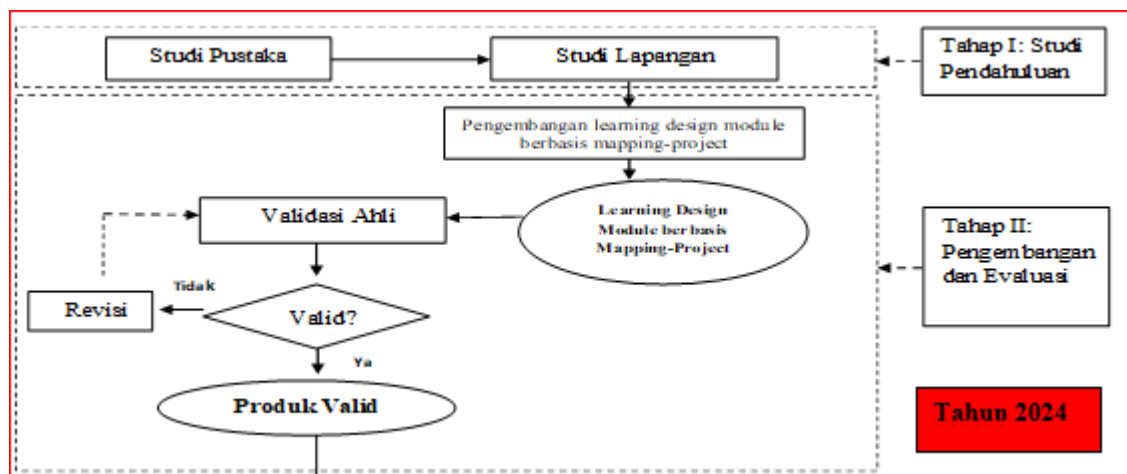 Studi Pustaka
Studi Lapangan
Tahap I: Studi
Pendahuluan
Pengembangan learning design module
berbasis mapping-project
Learning Design
Module berbasis
Mapping-Project
Validasi Ahli
Tahap II:
Pengembangan
dan Evaluasi
Tidak
Revisi
Valid?
Ya
Produk Valid
Tahun 2024